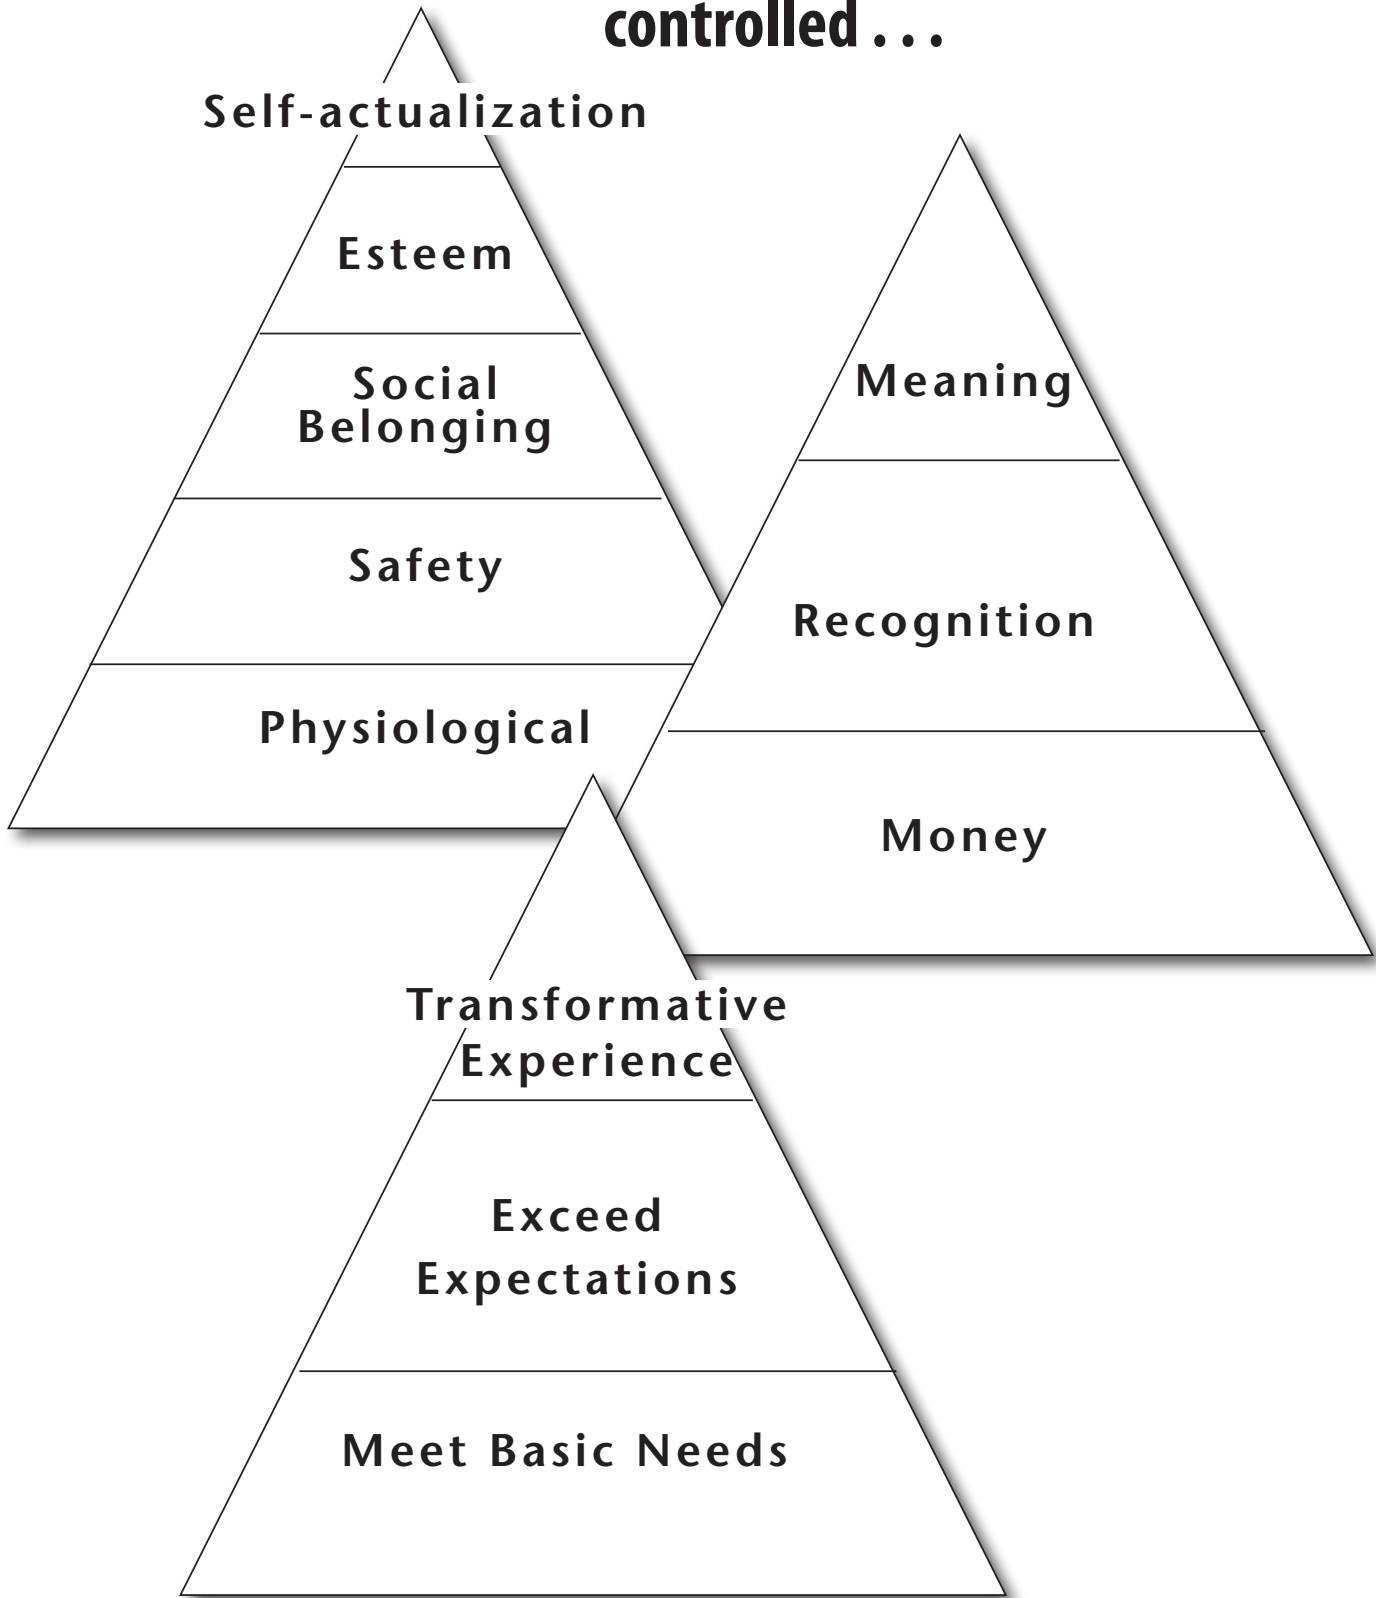 controlled . . .
Self-actualization
Esteem
Social
Belonging
Safety
Physiological
Meaning
Recognition
Money
Transformative
Experience
Exceed
Expectations
Meet Basic Needs